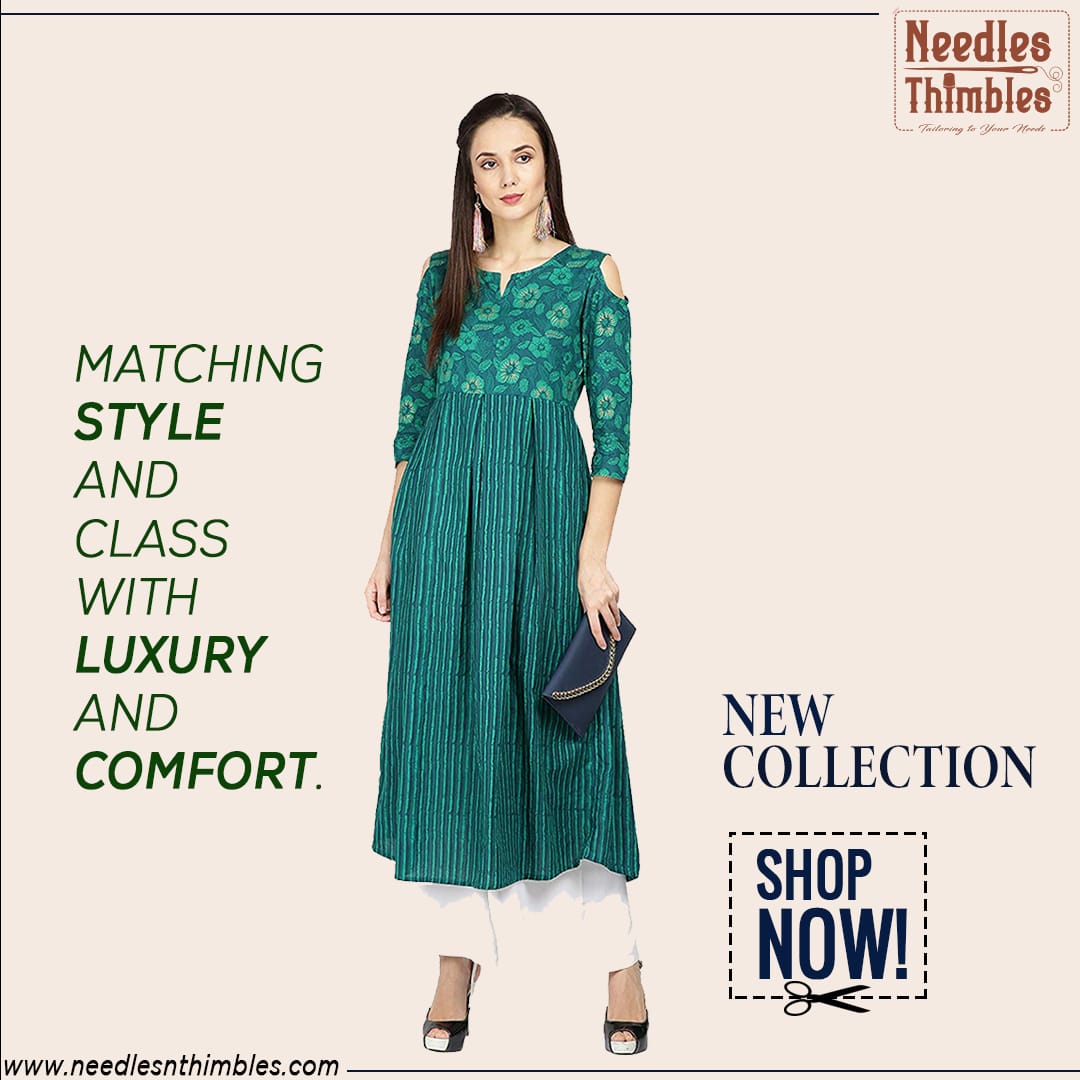 Needles
Thimbles
Tailoring to Your Needs
MATCHING
STYLE
AND
CLASS
WITH
LUXURY
AND
COMFORT.
NEW
COLLECTION
SHOP
NOW!
www.needlesnthimbles.com